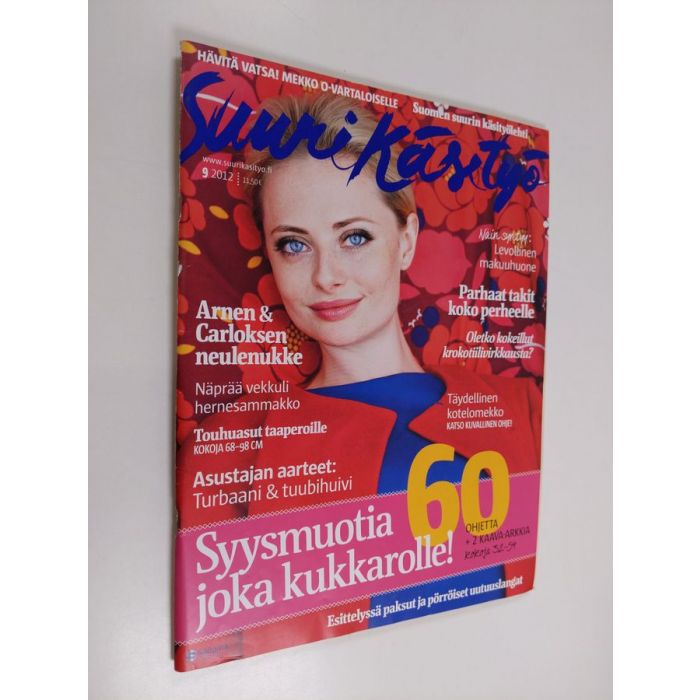 HÄVITÄ VATSA! MEKKO O-VARTALOISELLE
Suomen suurin käsityölehti
Suuri Käsityö
www.suurikasityo.fi
9 2012 11,50€
Näin syntyy:
Levollinen
makuuhuone
Parhaat takit
koko perheelle
Oletko kokeillut
krokotiilivirkkausta?
Arnen &
Carloksen
neulenukke
Näprää vekkuli
hernesammakko
Touhuasut taaperoille
KOKOJA 68–98 CM
Asustajan aarteet:
Turbaani & tuubihuivi
Täydellinen
kotelomekko
KATSO KUVALLINEN OHJE!
60
OHJETTA
+ 2 KAAVA-ARKKIA
kokoja 32–54
Syysmuotia
joka kukkarolle!
Esittelyssä paksut ja pörröiset uutuuslangat